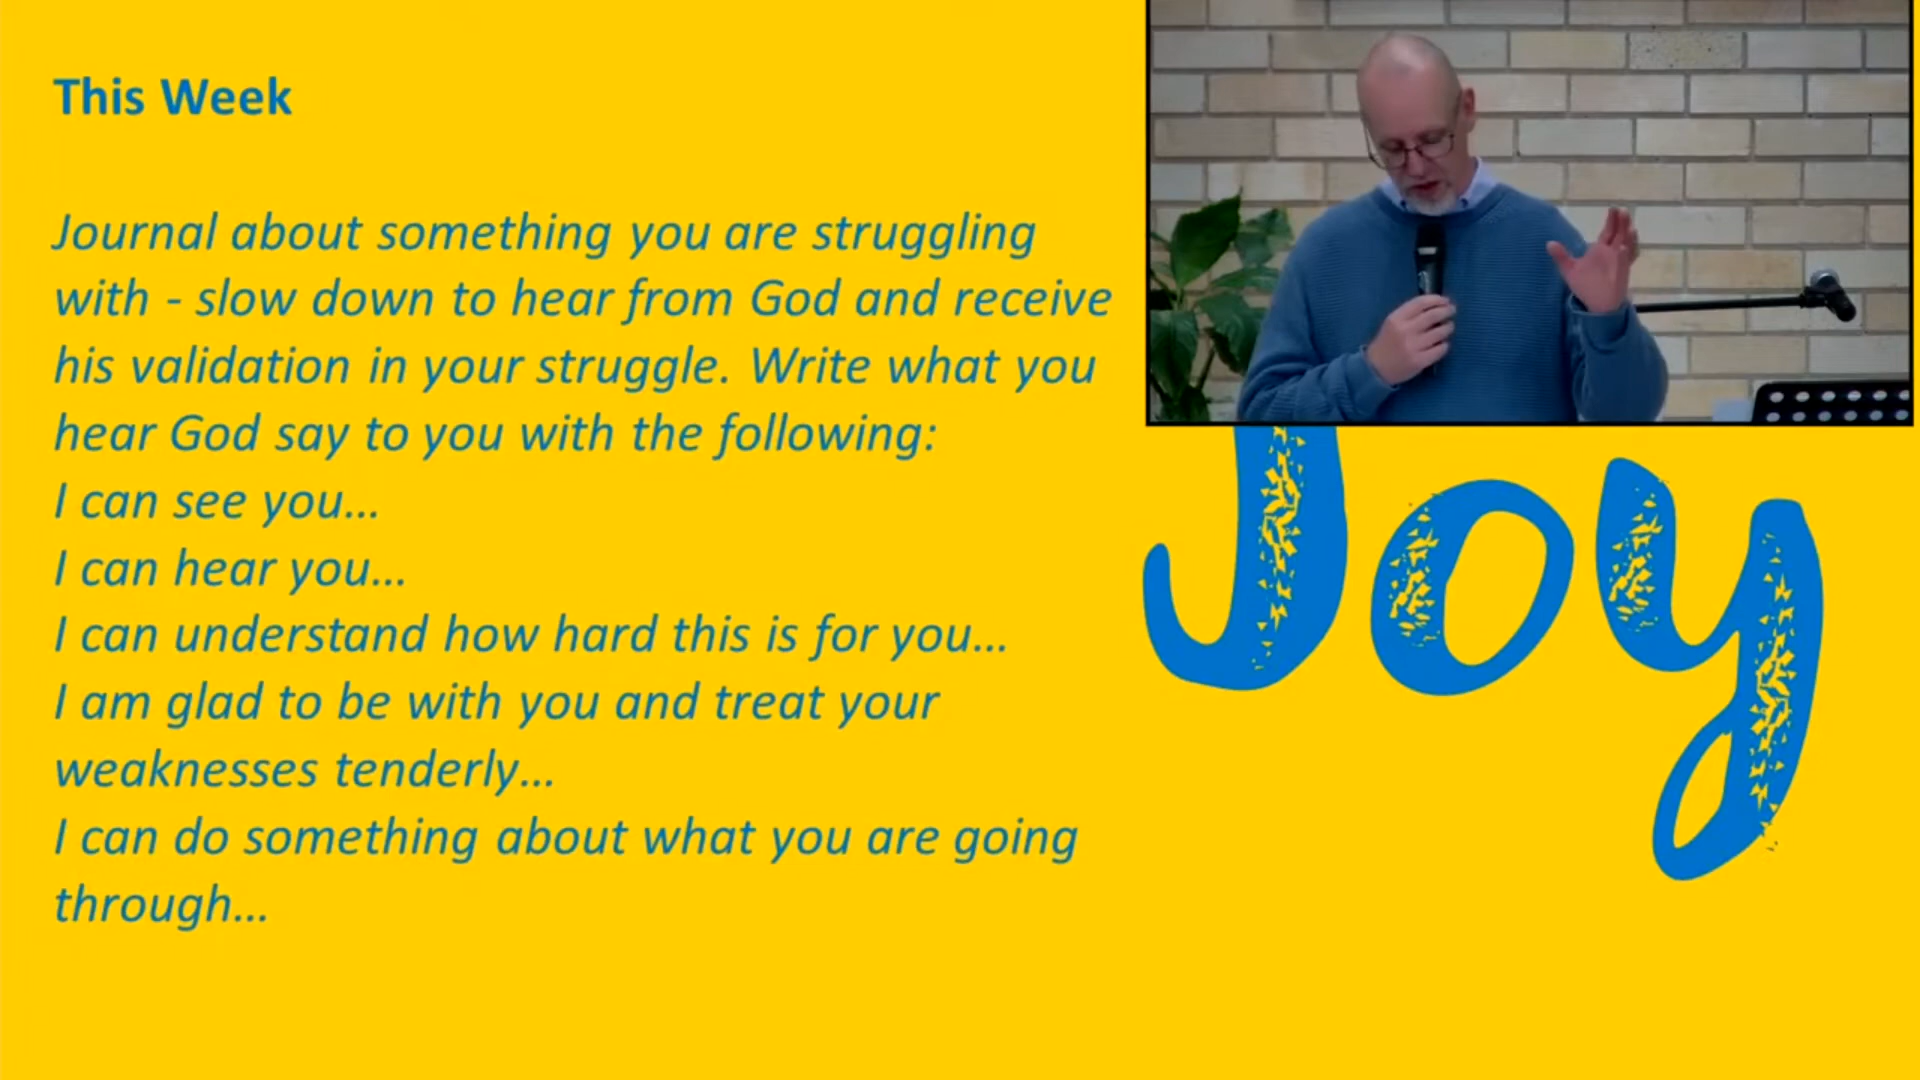 This Week
Journal about something you are struggling
with - slow down to hear from God and receive
his validation in your struggle. Write what you
hear God say to you with the following:
I can see you...
I can hear you...
I can understand how hard this is for you...
I am glad to be with you and treat your
weaknesses tenderly...
I can do something about what you are going
through...
Joy